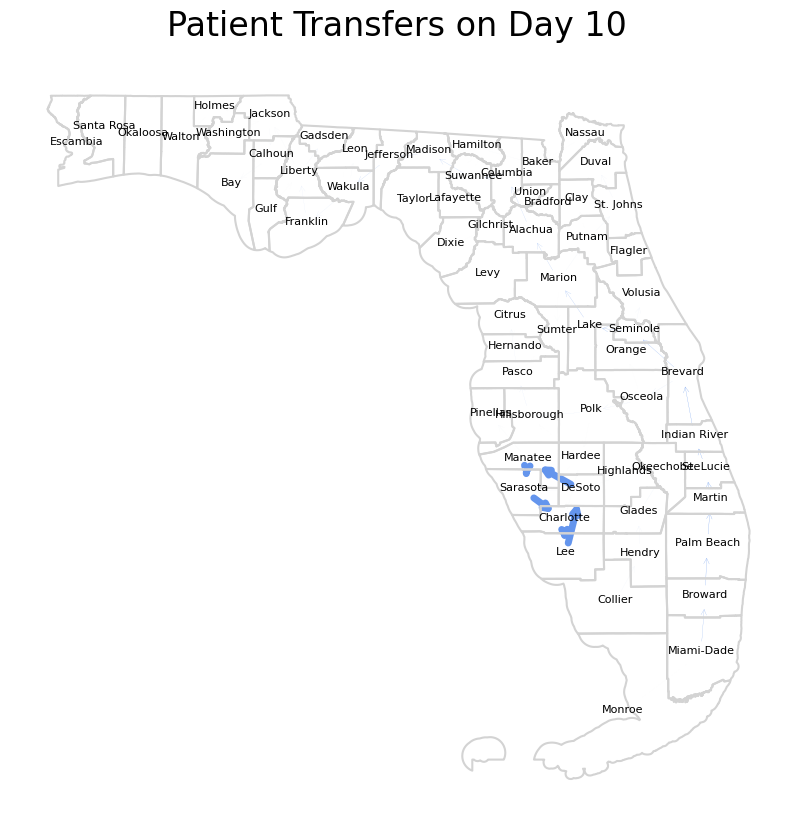 Patient Transfers on Day 10
Holmes
Jackson
Nassau
Santa Rosa
Okaloosa
Walton
Washington
Gadsden
Escambia
Leon
Jefferson
Madison
Hamilton
Calhoun
Baker
Duval
Liberty
Suwannee
Columbia
Bay
Wakulla
Union
Taylor
Lafayette
Bradford
Clay
St. Johns
Gulf
Franklin
Gilchrist
Alachua
Putnam
Dixie
Flagler
Levy
Marion
Volusia
Citrus
Sumter
Lake
Seminole
Hernando
Orange
Pasco
Brevard
Osceola
Pinellas
Hillsborough
Polk
Indian River
Manatee
Hardee
Highlands
Okeechobee
St. Lucie
Sarasota
DeSoto
Martin
Charlotte
Glades
Lee
Hendry
Palm Beach
Collier
Broward
Miami-Dade
Monroe